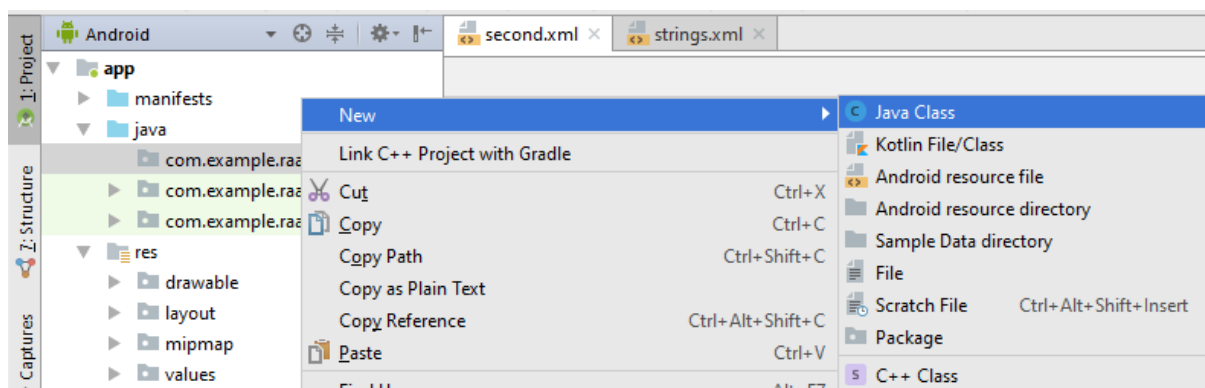 Android
second.xml
strings.xml
1: Project
7: Structure
Captures
app
manifests
java
com.example.raa
com.example.raa
com.example.raa
res
drawable
layout
mipmap
values
New
Link C++ Project with Gradle
Cut Ctrl+X
Copy Ctrl+C
Copy Path Ctrl+Shift+C
Copy as Plain Text
Copy Reference Ctrl+Alt+Shift+C
Paste Ctrl+V
Java Class
Kotlin File/Class
Android resource file
Android resource directory
Sample Data directory
File
Scratch File Ctrl+Alt+Shift+Insert
Package
C++ Class